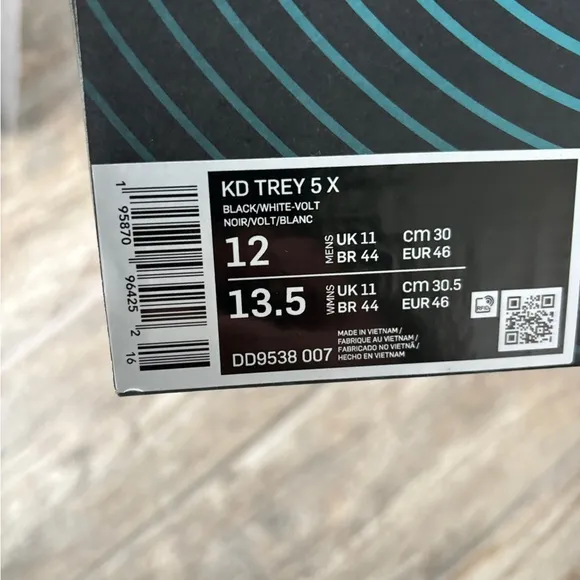 KD TREY 5 X
BLACK/WHITE-VOLT
NOIR/VOLT/BLANC
12 MENS UK 11 CM 30
BR 44 EUR 46
13.5 WMNS UK 11 CM 30.5
BR 44 EUR 46
MADE IN VIETNAM /
FABRIQUE AU VIETNAM /
FABRICADO NO VIETNÃ /
HECHO EN VIETNAM
DD9538 007
1 95870 96425 2 16